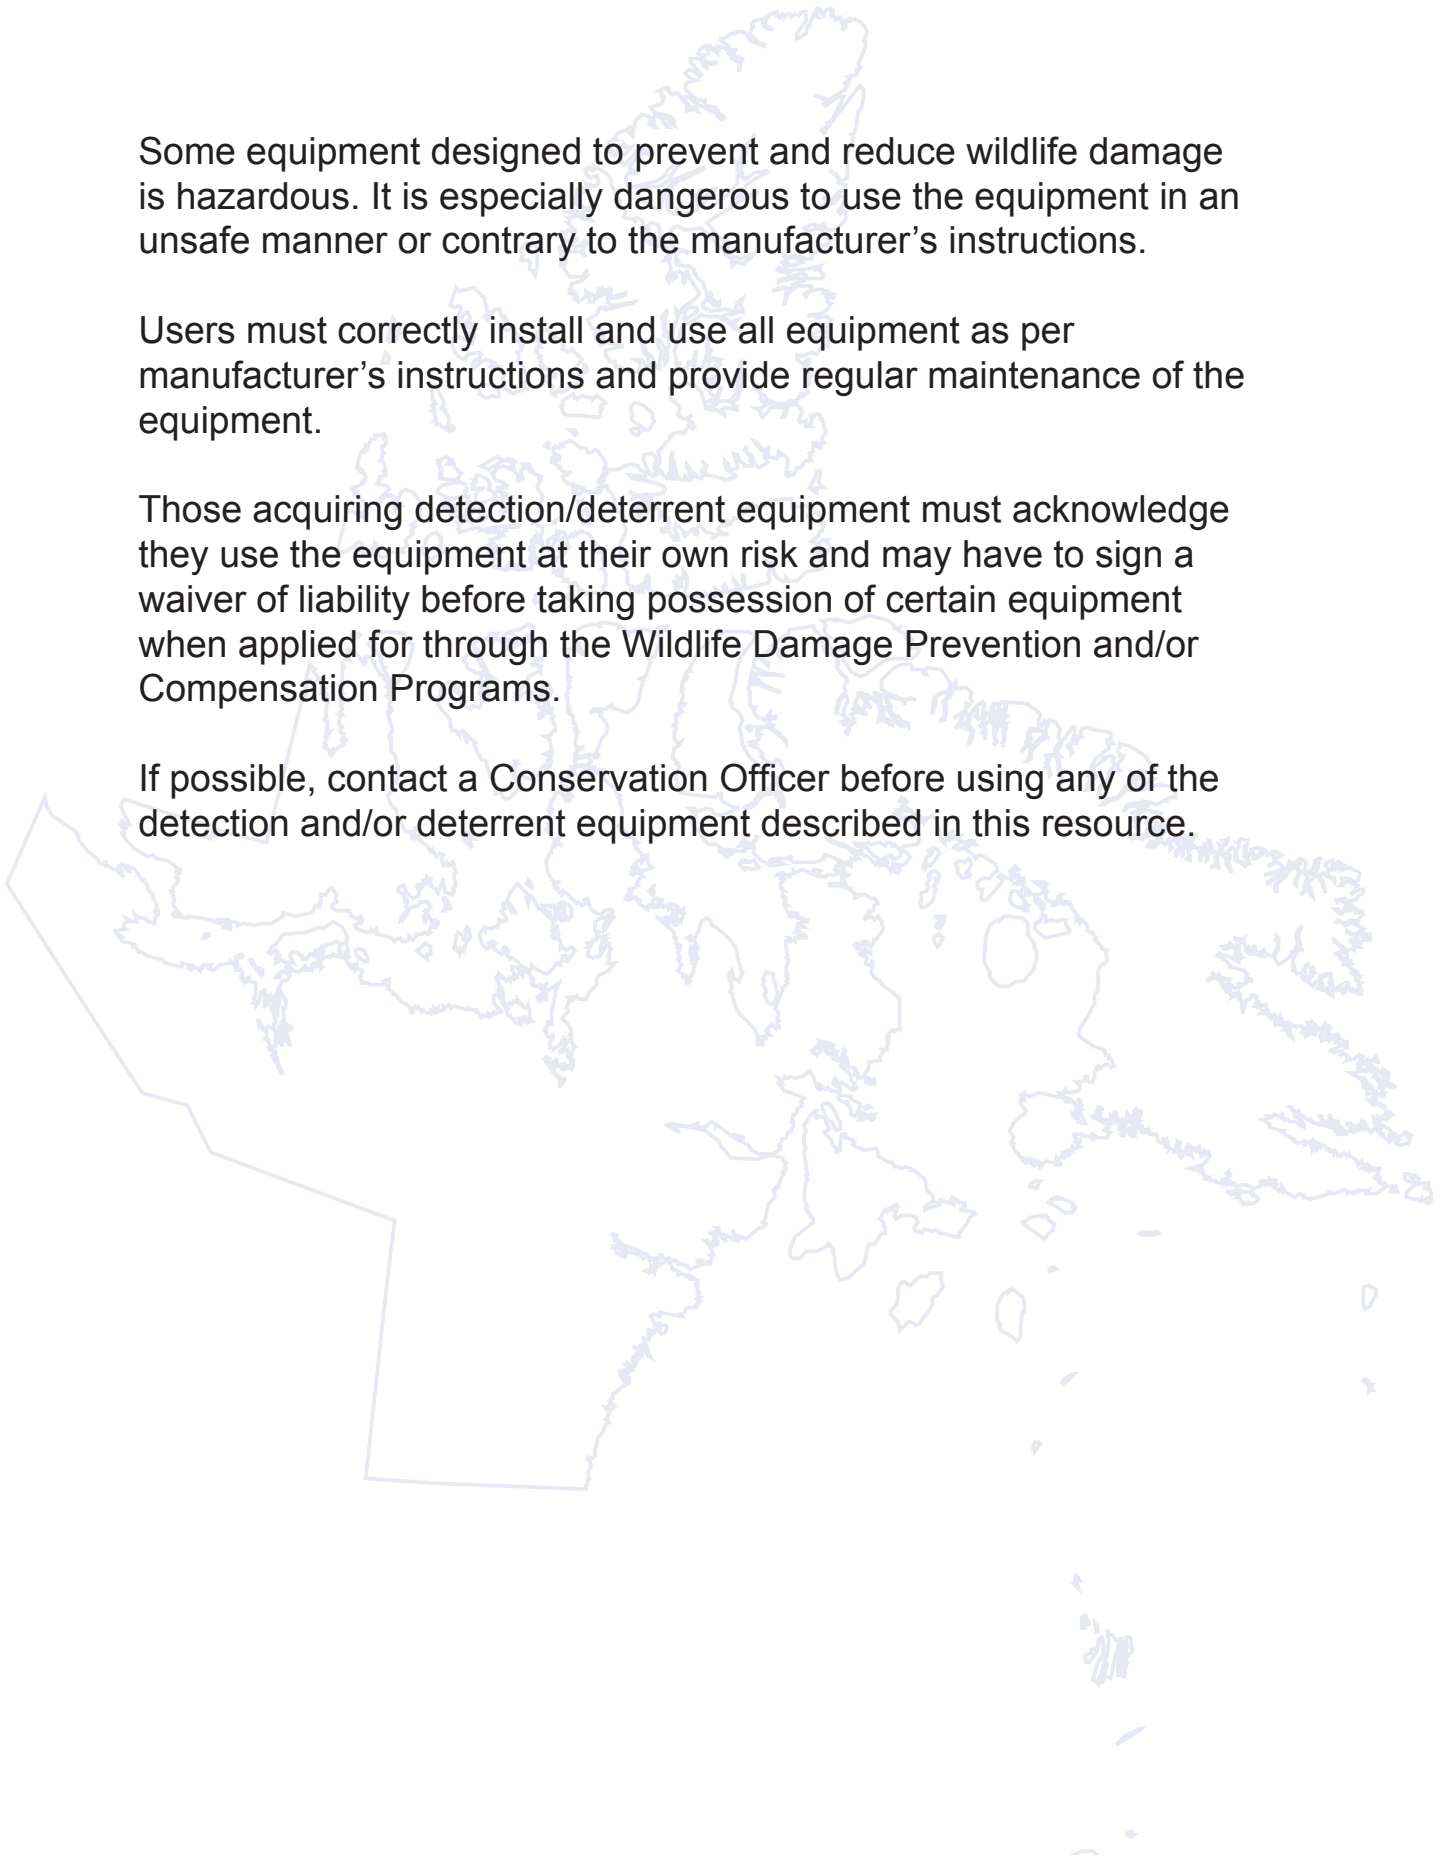 Some equipment designed to prevent and reduce wildlife damage
is hazardous. It is especially dangerous to use the equipment in an
unsafe manner or contrary to the manufacturer’s instructions.
Users must correctly install and use all equipment as per
manufacturer’s instructions and provide regular maintenance of the
equipment.
Those acquiring detection/deterrent equipment must acknowledge
they use the equipment at their own risk and may have to sign a
waiver of liability before taking possession of certain equipment
when applied for through the Wildlife Damage Prevention and/or
Compensation Programs.
If possible, contact a Conservation Officer before using any of the
detection and/or deterrent equipment described in this resource.